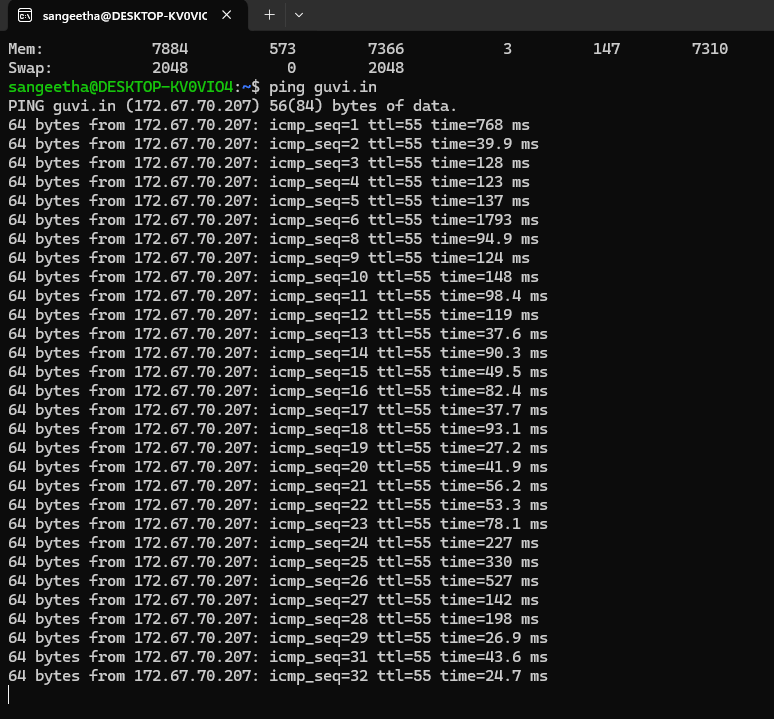 sangeetha@DESKTOP-KV0VIC
Mem: 7884 573 7366 3 147 7310
Swap: 2048 0 2048
sangeetha@DESKTOP-KV0VIO4:~$ ping guvi.in
PING guvi.in (172.67.70.207) 56(84) bytes of data.
64 bytes from 172.67.70.207: icmp_seq=1 ttl=55 time=768 ms
64 bytes from 172.67.70.207: icmp_seq=2 ttl=55 time=39.9 ms
64 bytes from 172.67.70.207: icmp_seq=3 ttl=55 time=128 ms
64 bytes from 172.67.70.207: icmp_seq=4 ttl=55 time=123 ms
64 bytes from 172.67.70.207: icmp_seq=5 ttl=55 time=137 ms
64 bytes from 172.67.70.207: icmp_seq=6 ttl=55 time=1793 ms
64 bytes from 172.67.70.207: icmp_seq=8 ttl=55 time=94.9 ms
64 bytes from 172.67.70.207: icmp_seq=9 ttl=55 time=124 ms
64 bytes from 172.67.70.207: icmp_seq=10 ttl=55 time=148 ms
64 bytes from 172.67.70.207: icmp_seq=11 ttl=55 time=98.4 ms
64 bytes from 172.67.70.207: icmp_seq=12 ttl=55 time=119 ms
64 bytes from 172.67.70.207: icmp_seq=13 ttl=55 time=37.6 ms
64 bytes from 172.67.70.207: icmp_seq=14 ttl=55 time=90.3 ms
64 bytes from 172.67.70.207: icmp_seq=15 ttl=55 time=49.5 ms
64 bytes from 172.67.70.207: icmp_seq=16 ttl=55 time=82.4 ms
64 bytes from 172.67.70.207: icmp_seq=17 ttl=55 time=37.7 ms
64 bytes from 172.67.70.207: icmp_seq=18 ttl=55 time=93.1 ms
64 bytes from 172.67.70.207: icmp_seq=19 ttl=55 time=27.2 ms
64 bytes from 172.67.70.207: icmp_seq=20 ttl=55 time=41.9 ms
64 bytes from 172.67.70.207: icmp_seq=21 ttl=55 time=56.2 ms
64 bytes from 172.67.70.207: icmp_seq=22 ttl=55 time=53.3 ms
64 bytes from 172.67.70.207: icmp_seq=23 ttl=55 time=78.1 ms
64 bytes from 172.67.70.207: icmp_seq=24 ttl=55 time=227 ms
64 bytes from 172.67.70.207: icmp_seq=25 ttl=55 time=330 ms
64 bytes from 172.67.70.207: icmp_seq=26 ttl=55 time=527 ms
64 bytes from 172.67.70.207: icmp_seq=27 ttl=55 time=142 ms
64 bytes from 172.67.70.207: icmp_seq=28 ttl=55 time=198 ms
64 bytes from 172.67.70.207: icmp_seq=29 ttl=55 time=26.9 ms
64 bytes from 172.67.70.207: icmp_seq=31 ttl=55 time=43.6 ms
64 bytes from 172.67.70.207: icmp_seq=32 ttl=55 time=24.7 ms